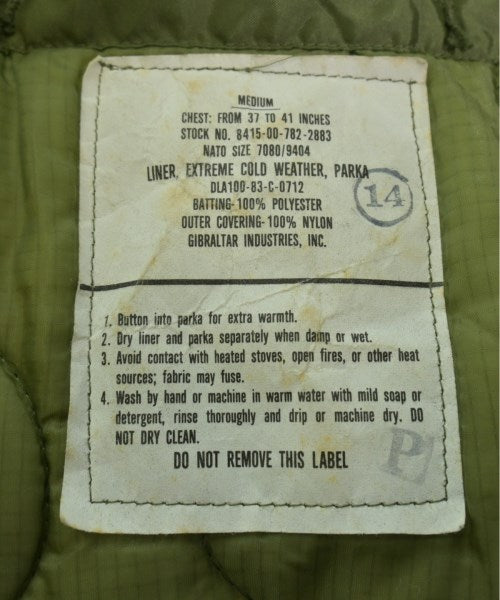 MEDIUM
CHEST: FROM 37 TO 41 INCHES
STOCK NO. 8415-00-782-2883
NATO SIZE 7080/9404
LINER, EXTREME COLD WEATHER, PARKA
DLA100-83-C-0712
14
BATTING-100% POLYESTER
OUTER COVERING-100% NYLON
GIBRALTAR INDUSTRIES, INC.
1. Button into parka for extra warmth.
2. Dry liner and parka separately when damp or wet.
3. Avoid contact with heated stoves, open fires, or other heat
sources; fabric may fuse.
4. Wash by hand or machine in warm water with mild soap or
detergent, rinse thoroughly and drip or machine dry. DO
NOT DRY CLEAN.
P
DO NOT REMOVE THIS LABEL